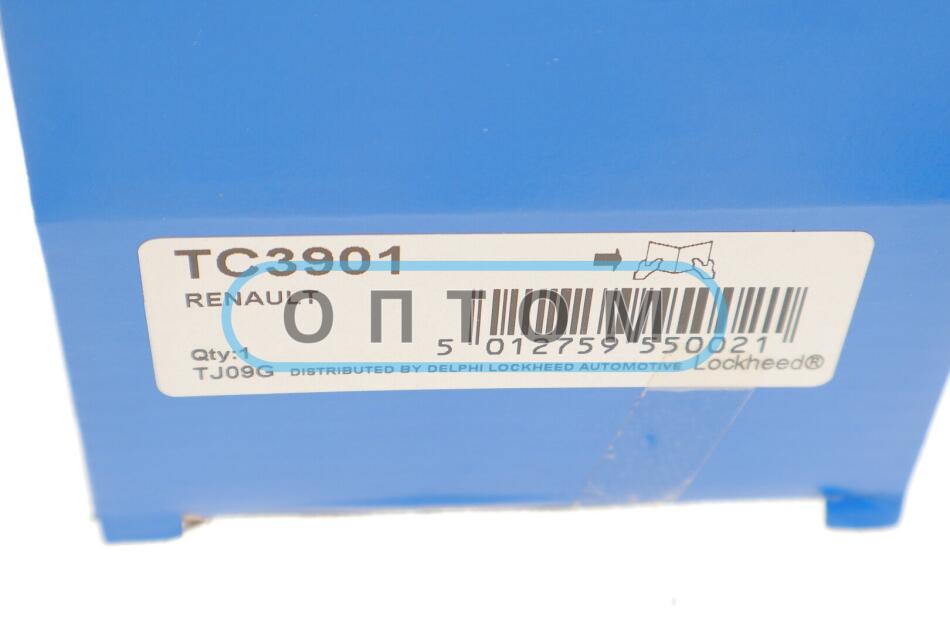 TC3901
RENAULT
ОПТОМ
5 012759 550021
Qty:1
TJ09G DISTRIBUTED BY DELPHI LOCKHEED AUTOMOTIVE Lockheed®